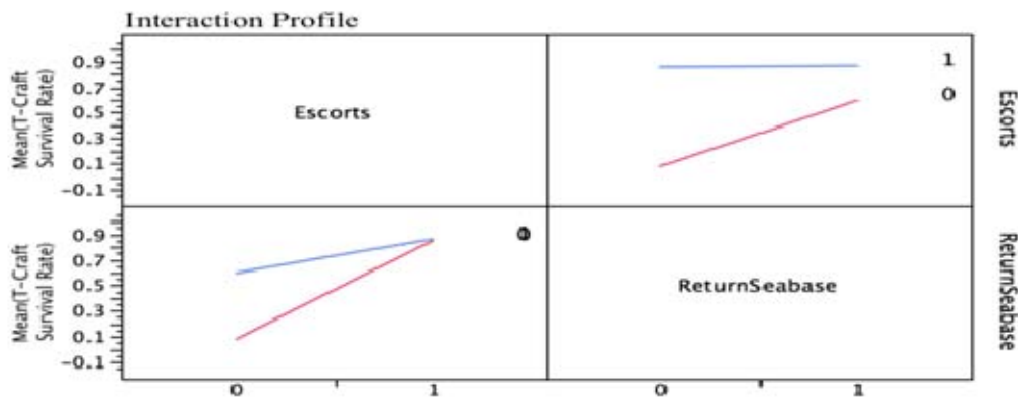 Interaction Profile
Mean(T-Craft
Survival Rate)
0.9
0.7
0.5
0.3
0.1
-0.1
Escorts
1
0
Escorts
Mean(T-Craft
Survival Rate)
0.9
0.7
0.5
0.3
0.1
-0.1
ReturnSeabase
ReturnSeabase
0
1
0
1